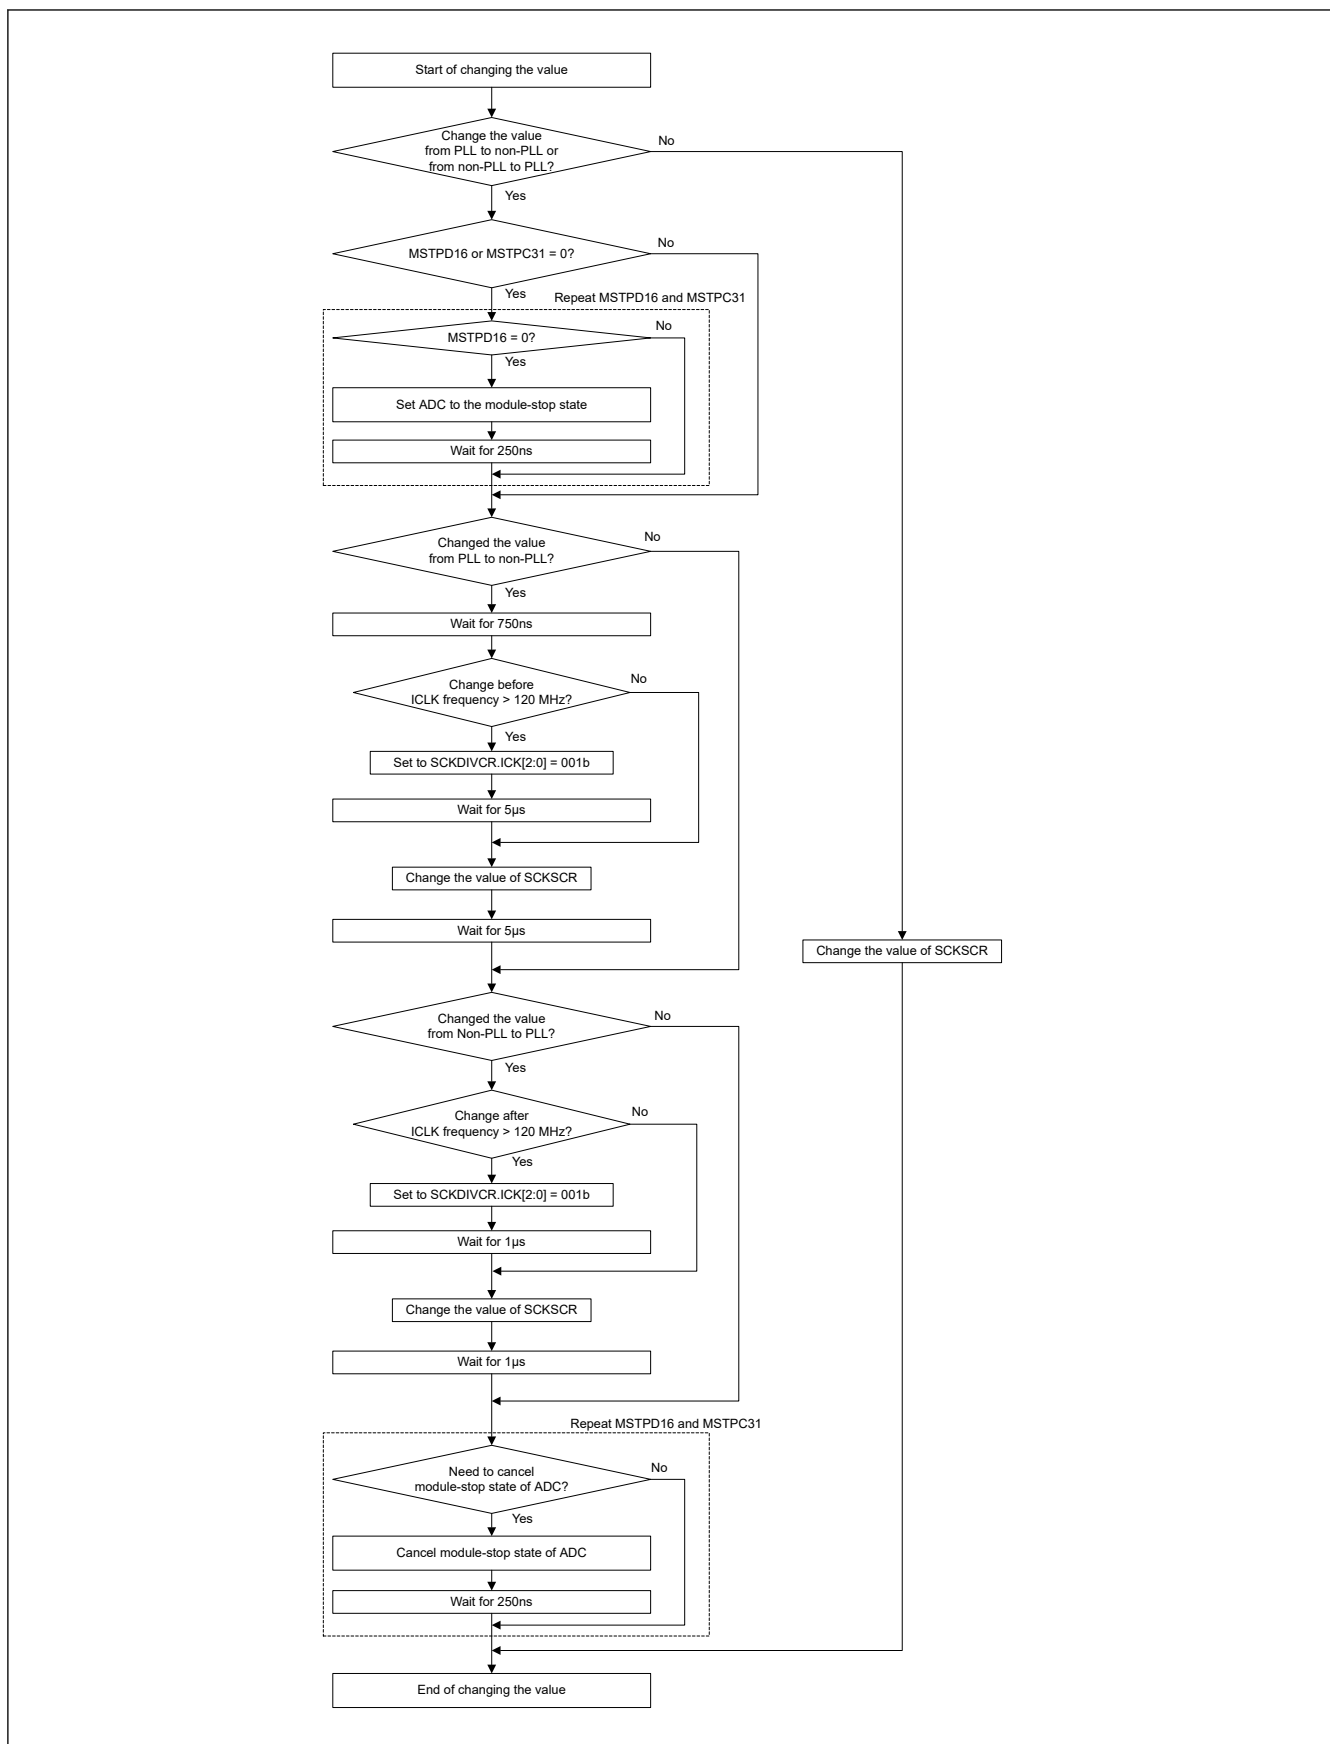 Start of changing the value
Change the value
from PLL to non-PLL or
from non-PLL to PLL?
No
Yes
MSTPD16 or MSTPC31 = 0?
No
Yes
Repeat MSTPD16 and MSTPC31
MSTPD16 = 0?
No
Yes
Set ADC to the module-stop state
Wait for 250ns
Changed the value
from PLL to non-PLL?
No
Yes
Wait for 750ns
Change before
ICLK frequency > 120 MHz?
No
Yes
Set to SCKDIVCR.ICK[2:0] = 001b
Wait for 5µs
Change the value of SCKSCR
Wait for 5µs
Change the value of SCKSCR
Changed the value
from Non-PLL to PLL?
No
Yes
Change after
ICLK frequency > 120 MHz?
No
Yes
Set to SCKDIVCR.ICK[2:0] = 001b
Wait for 1µs
Change the value of SCKSCR
Wait for 1µs
Repeat MSTPD16 and MSTPC31
Need to cancel
module-stop state of ADC?
No
Yes
Cancel module-stop state of ADC
Wait for 250ns
End of changing the value